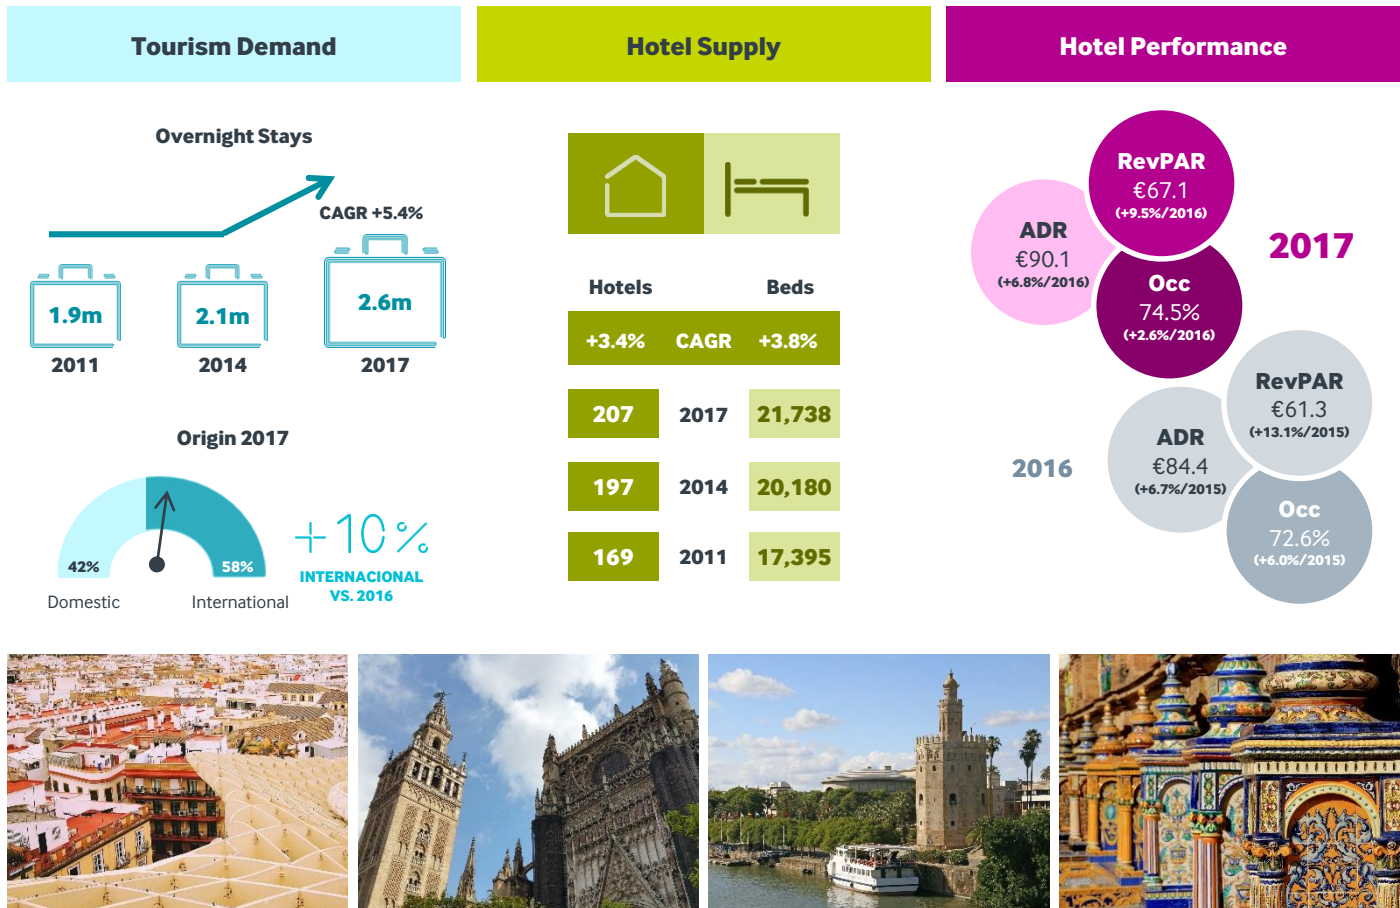 Tourism Demand
Overnight Stays
CAGR +5.4%
1.9m
2.1m
2.6m
2011
2014
2017
Origin 2017
42%
58%
Domestic
International
+10%
INTERNACIONAL
VS. 2016
Hotel Supply
Hotels
Beds
+3.4% CAGR +3.8%
207 2017 21,738
197 2014 20,180
169 2011 17,395
Hotel Performance
2017
RevPAR
€67.1
(+9.5%/2016)
ADR
€90.1
(+6.8%/2016)
Occ
74.5%
(+2.6%/2016)
2016
RevPAR
€61.3
(+13.1%/2015)
ADR
€84.4
(+6.7%/2015)
Occ
72.6%
(+6.0%/2015)